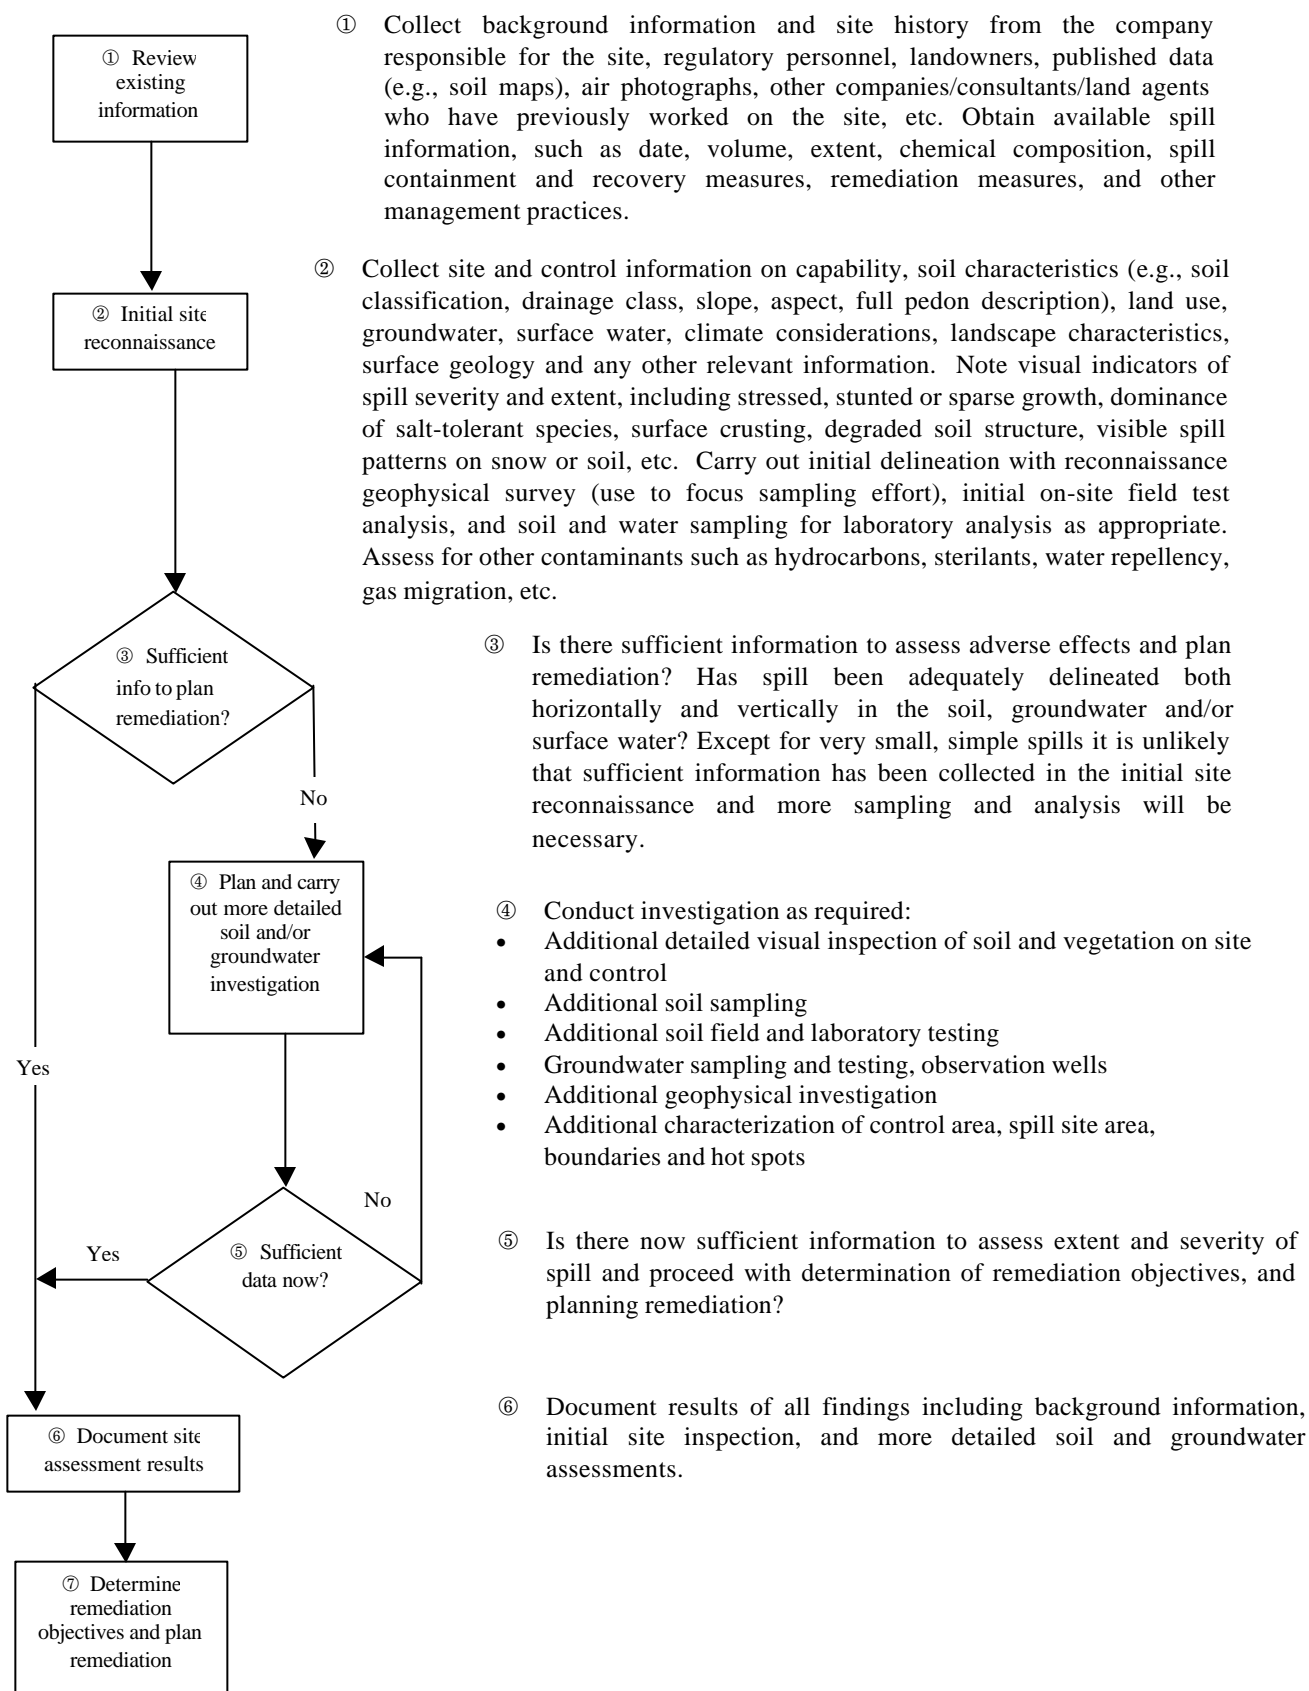 ① Review
existing
information
① Collect background information and site history from the company
responsible for the site, regulatory personnel, landowners, published data
(e.g., soil maps), air photographs, other companies/consultants/land agents
who have previously worked on the site, etc. Obtain available spill
information, such as date, volume, extent, chemical composition, spill
containment and recovery measures, remediation measures, and other
management practices.
② Initial site
reconnaissance
② Collect site and control information on capability, soil characteristics (e.g., soil
classification, drainage class, slope, aspect, full pedon description), land use,
groundwater, surface water, climate considerations, landscape characteristics,
surface geology and any other relevant information. Note visual indicators of
spill severity and extent, including stressed, stunted or sparse growth, dominance
of salt-tolerant species, surface crusting, degraded soil structure, visible spill
patterns on snow or soil, etc. Carry out initial delineation with reconnaissance
geophysical survey (use to focus sampling effort), initial on-site field test
analysis, and soil and water sampling for laboratory analysis as appropriate.
Assess for other contaminants such as hydrocarbons, sterilants, water repellency,
gas migration, etc.
③ Sufficient
info to plan
remediation?
③ Is there sufficient information to assess adverse effects and plan
remediation? Has spill been adequately delineated both
horizontally and vertically in the soil, groundwater and/or
surface water? Except for very small, simple spills it is unlikely
that sufficient information has been collected in the initial site
reconnaissance and more sampling and analysis will be
necessary.
No
④ Plan and carry
out more detailed
soil and/or
groundwater
investigation
④ Conduct investigation as required:
• Additional detailed visual inspection of soil and vegetation on site
and control
• Additional soil sampling
• Additional soil field and laboratory testing
• Groundwater sampling and testing, observation wells
• Additional geophysical investigation
• Additional characterization of control area, spill site area,
boundaries and hot spots
Yes
No
Yes
⑤ Sufficient
data now?
⑤ Is there now sufficient information to assess extent and severity of
spill and proceed with determination of remediation objectives, and
planning remediation?
⑥ Document site
assessment results
⑥ Document results of all findings including background information,
initial site inspection, and more detailed soil and groundwater
assessments.
⑦ Determine
remediation
objectives and plan
remediation